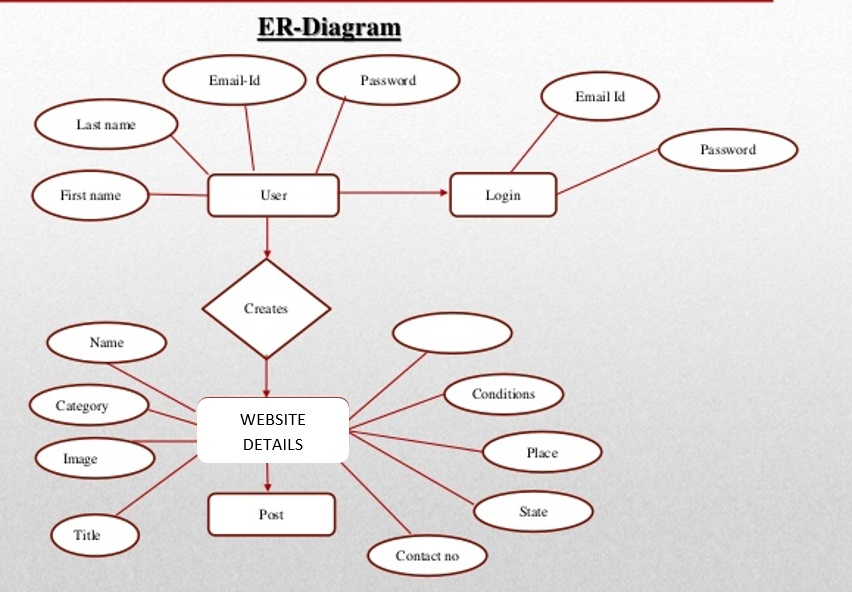 ER-Diagram
Email-Id
Password
Email Id
Last name
Password
First name
User
Login
Creates
Name
Conditions
Category
WEBSITE
DETAILS
Image
Place
State
Post
Title
Contact no